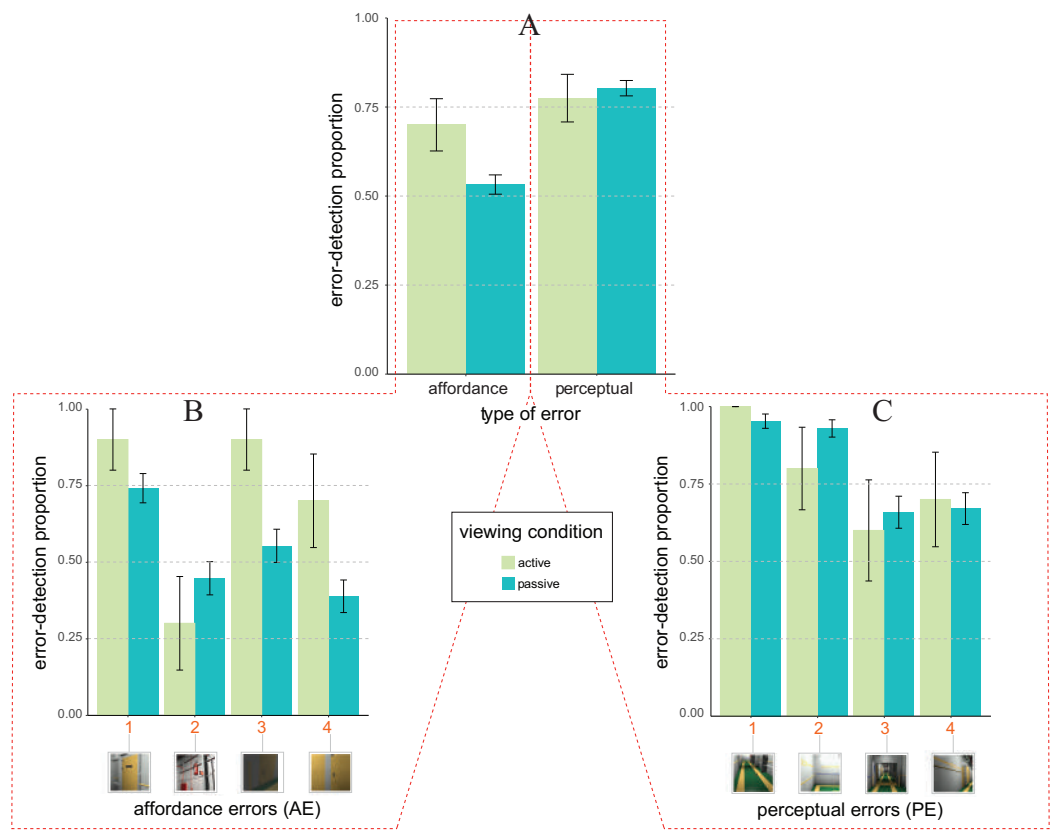 A
1.00
0.75
0.50
0.25
0.00
error-detection proportion
affordance
perceptual
type of error
B
1.00
0.75
0.50
0.25
0.00
error-detection proportion
1
2
3
4
affordance errors (AE)
viewing condition
active
passive
C
1.00
0.75
0.50
0.25
0.00
error-detection proportion
1
2
3
4
perceptual errors (PE)